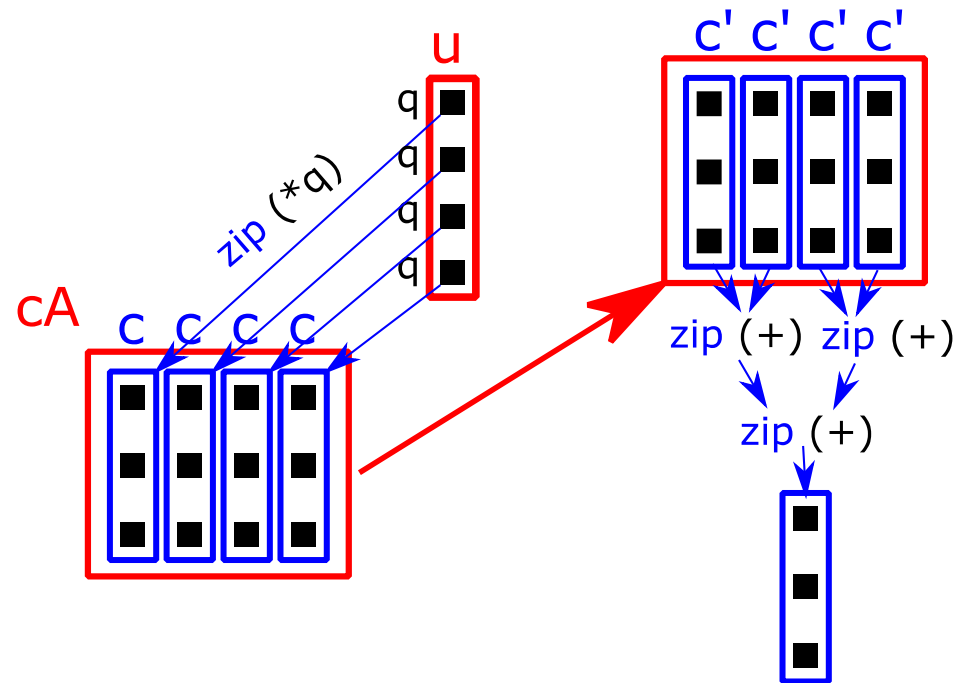 u
q
q
q
q
zip (*q)
cA
c c c c
c' c' c' c'
zip (+) zip (+)
zip (+)